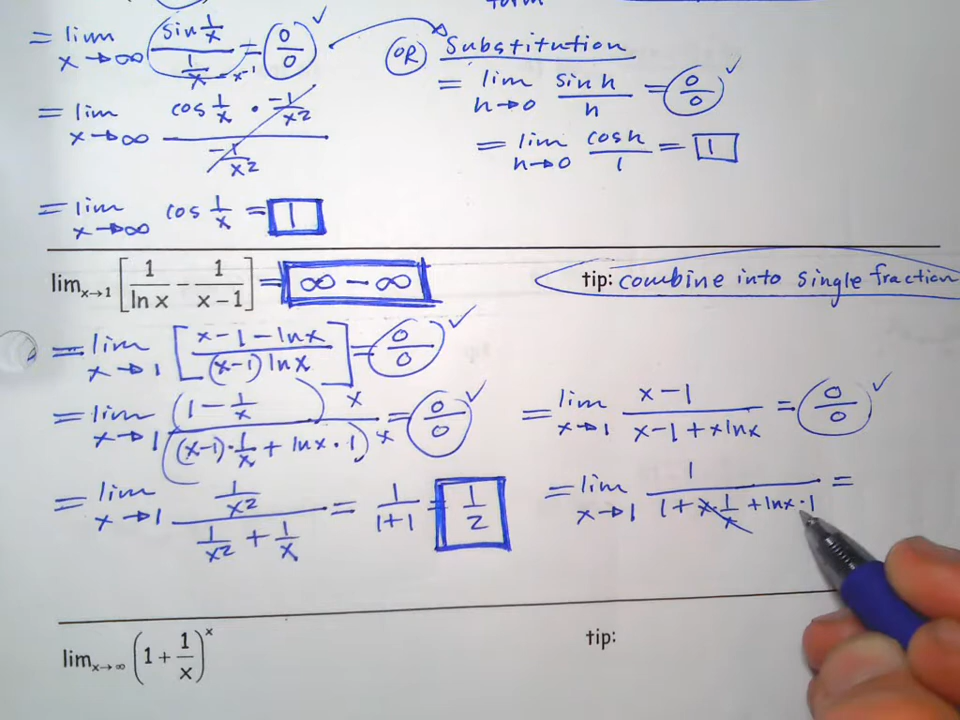 form
= lim x→∞ (sin 1/x)/(1/x) = 0/0 ✓
x⁻¹
= lim x→∞ (cos 1/x · -1/x²)/(-1/x²)
= lim x→∞ cos 1/x = 1
OR Substitution
= lim h→0 sin h/h = 0/0 ✓
= lim h→0 cos h/1 = 1
lim x→1 [1/ln x − 1/(x−1)] = ∞ − ∞
tip: combine into single fraction
= lim x→1 [(x−1−ln x)/((x−1) ln x)] = 0/0 ✓
= lim x→1 (1 − 1/x) x/((x−1)·1/x + ln x · 1) x = 0/0 ✓
= lim x→1 (1/x²)/(1/x² + 1/x) = 1/(1+1) = 1/2
= lim x→1 (x−1)/(x−1+x ln x) = 0/0 ✓
= lim x→1 1/(1 + x·1/x + ln x · 1) =
lim x→∞ (1 + 1/x)^x
tip: